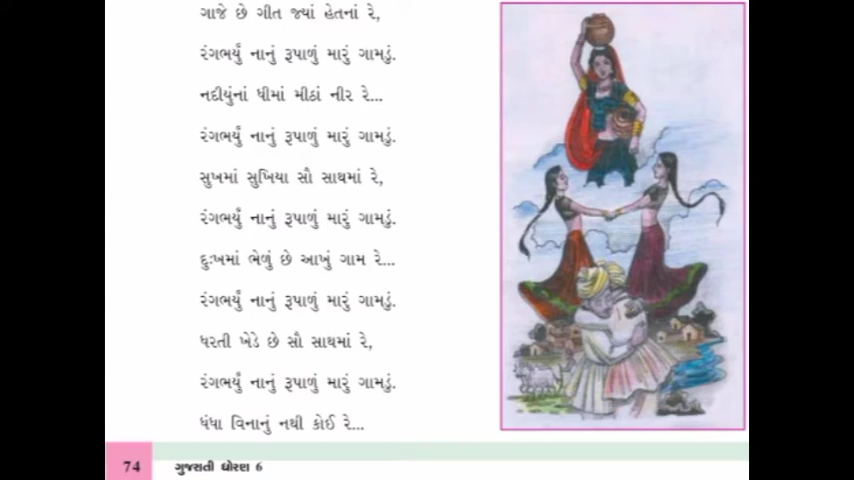 ગાજે છે ગીત જ્યાં હેતનાં રે,
રંગભર્યું નાનું રૂપાળું મારું ગામડું.
નદીયુંનાં ધીમાં મીઠાં નીર રે...
રંગભર્યું નાનું રૂપાળું મારું ગામડું.
સુખમાં સુખિયા સૌ સાથમાં રે,
રંગભર્યું નાનું રૂપાળું મારું ગામડું.
દુઃખમાં ભેળું છે આખું ગામ રે...
રંગભર્યું નાનું રૂપાળું મારું ગામડું.
ધરતી ખેડે છે સૌ સાથમાં રે,
રંગભર્યું નાનું રૂપાળું મારું ગામડું.
ધંધા વિનાનું નથી કોઈ રે...
74 ગુજરાતી ધોરણ 6